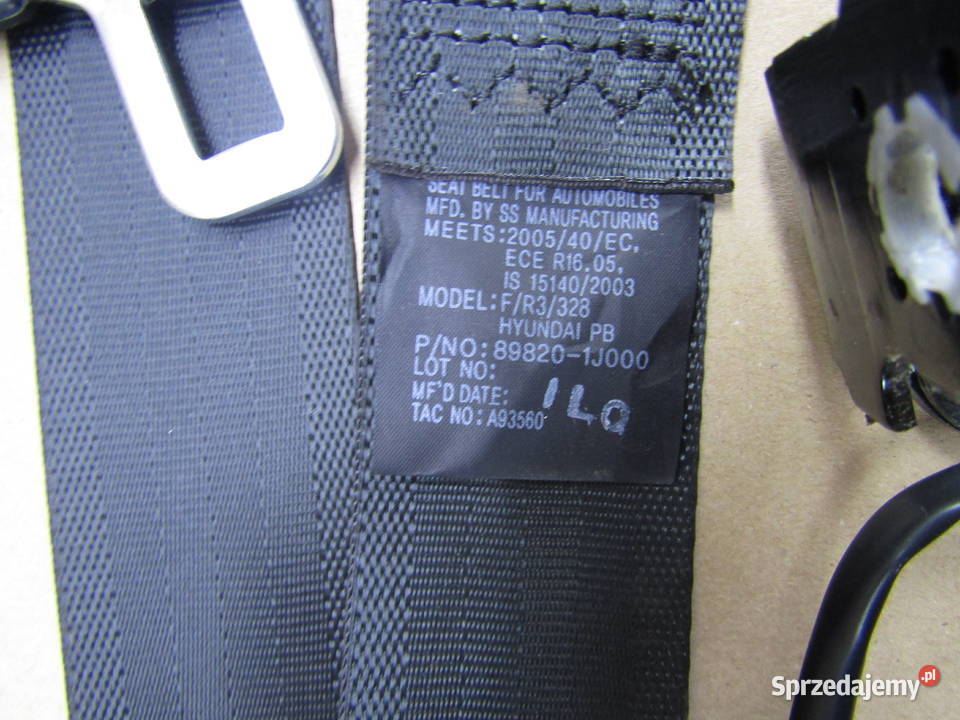 SEAT BELT FOR AUTOMOBILES
MFD. BY SS MANUFACTURING
MEETS:2005/40/EC,
ECE R16.05,
IS 15140/2003
MODEL:F/R3/328
HYUNDAI PB
P/NO:89820-1J000
LOT NO:
MF'D DATE: 1LQ
TAC NO:A93560
Sprzedajemy.pl